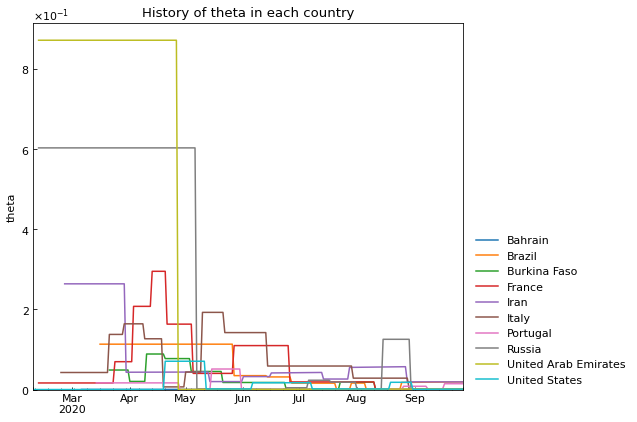 History of theta in each country
×10⁻¹
8
6
4
2
0
theta
Mar Apr May Jun Jul Aug Sep
2020
Bahrain
Brazil
Burkina Faso
France
Iran
Italy
Portugal
Russia
United Arab Emirates
United States